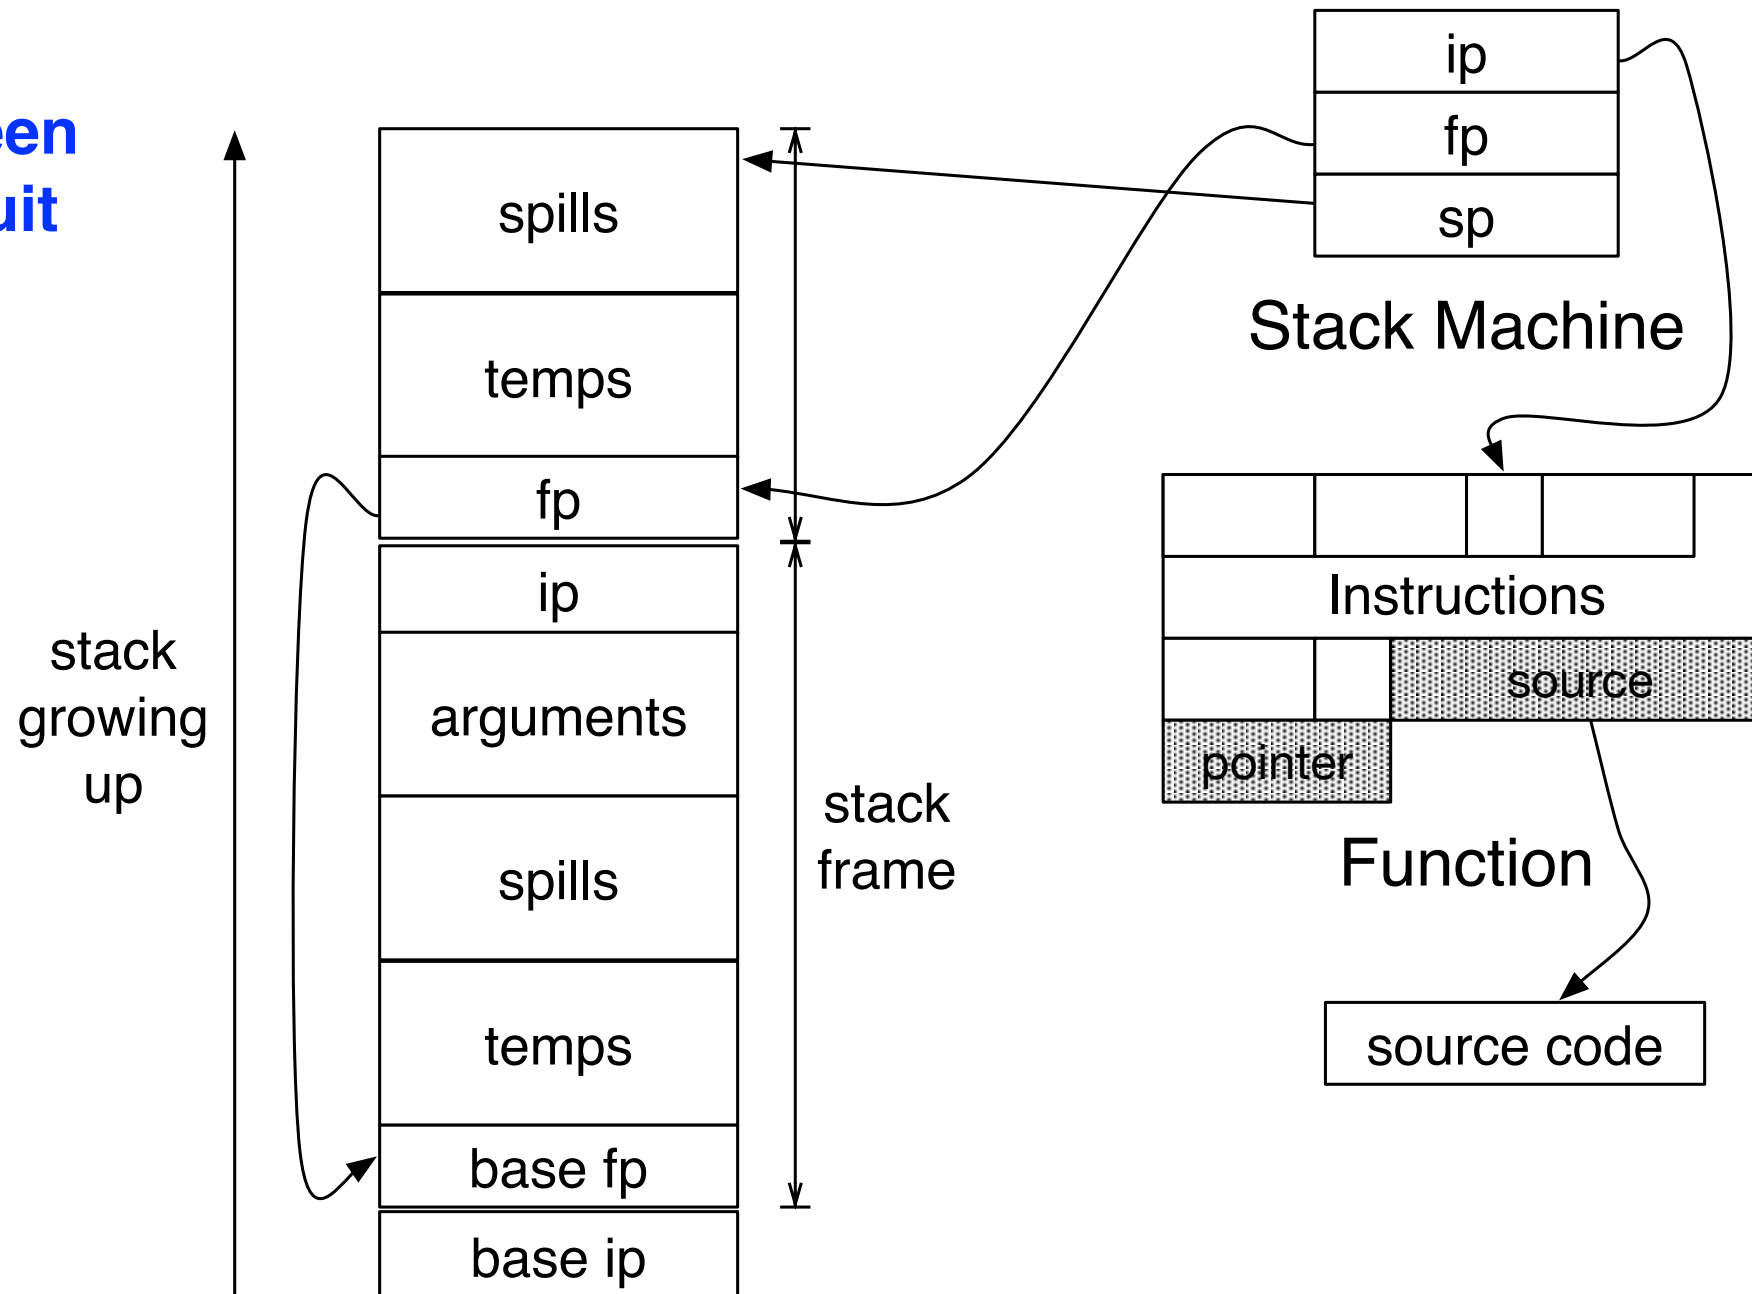 een
uit
stack
growing
up
spills
temps
fp
ip
arguments
spills
temps
base fp
base ip
stack
frame
ip
fp
sp
Stack Machine
Instructions
source
pointer
Function
source code